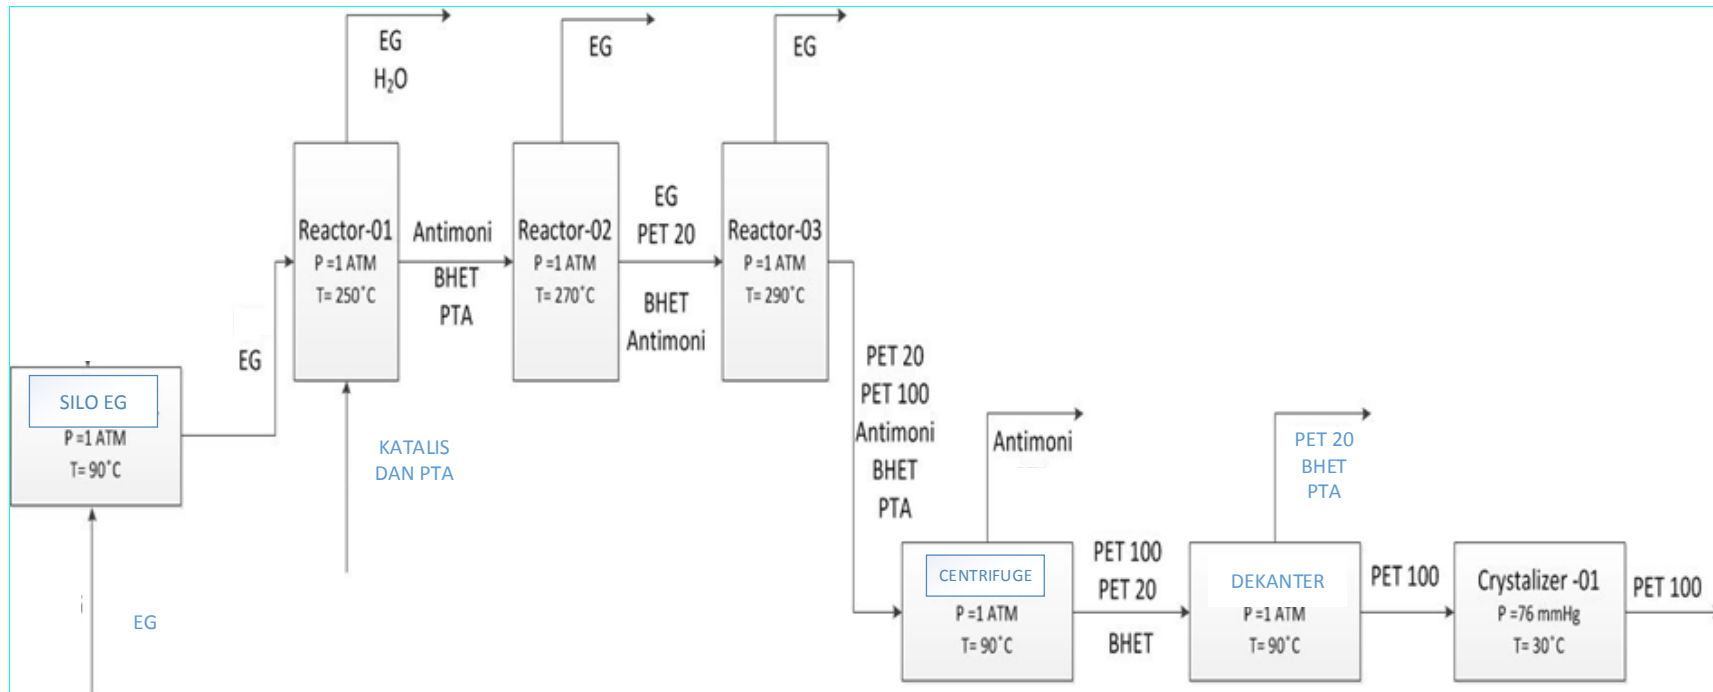 EG
H₂O
EG
EG
Reactor-01
P =1 ATM
T= 250˚C
Antimoni
BHET
PTA
Reactor-02
P =1 ATM
T= 270˚C
EG
PET 20
BHET
Antimoni
Reactor-03
P =1 ATM
T= 290˚C
EG
SILO EG
P =1 ATM
T= 90˚C
EG
KATALIS
DAN PTA
PET 20
PET 100
Antimoni
BHET
PTA
Antimoni
CENTRIFUGE
P =1 ATM
T= 90˚C
PET 100
PET 20
BHET
PET 20
BHET
PTA
DEKANTER
P =1 ATM
T= 90˚C
PET 100
Crystalizer -01
P =76 mmHg
T= 30˚C
PET 100